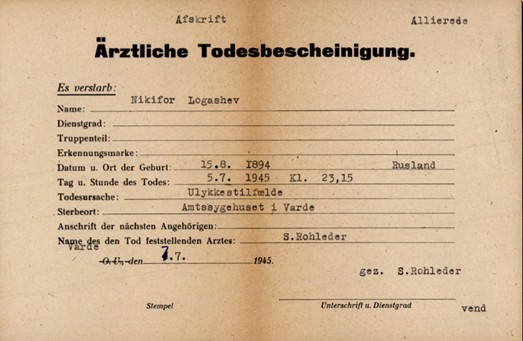 Afskrift Allierede
Ärztliche Todesbescheinigung.
Es verstarb:
Name: Nikifor Logashev
Dienstgrad:
Truppenteil:
Erkennungsmarke:
Datum u. Ort der Geburt: 15.8. 1894 Rusland
Tag u. Stunde des Todes: 5.7. 1945 Kl. 23,15
Todesursache: Ulykkestilfælde
Sterbeort: Amtssygehuset i Varde
Anschrift der nächsten Angehörigen:
Name des den Tod feststellenden Arztes: S.Rohleder
Varde
O.U., den 7.7. 1945.
gez. S.Rohleder
Stempel Unterschrift u. Dienstgrad
vend